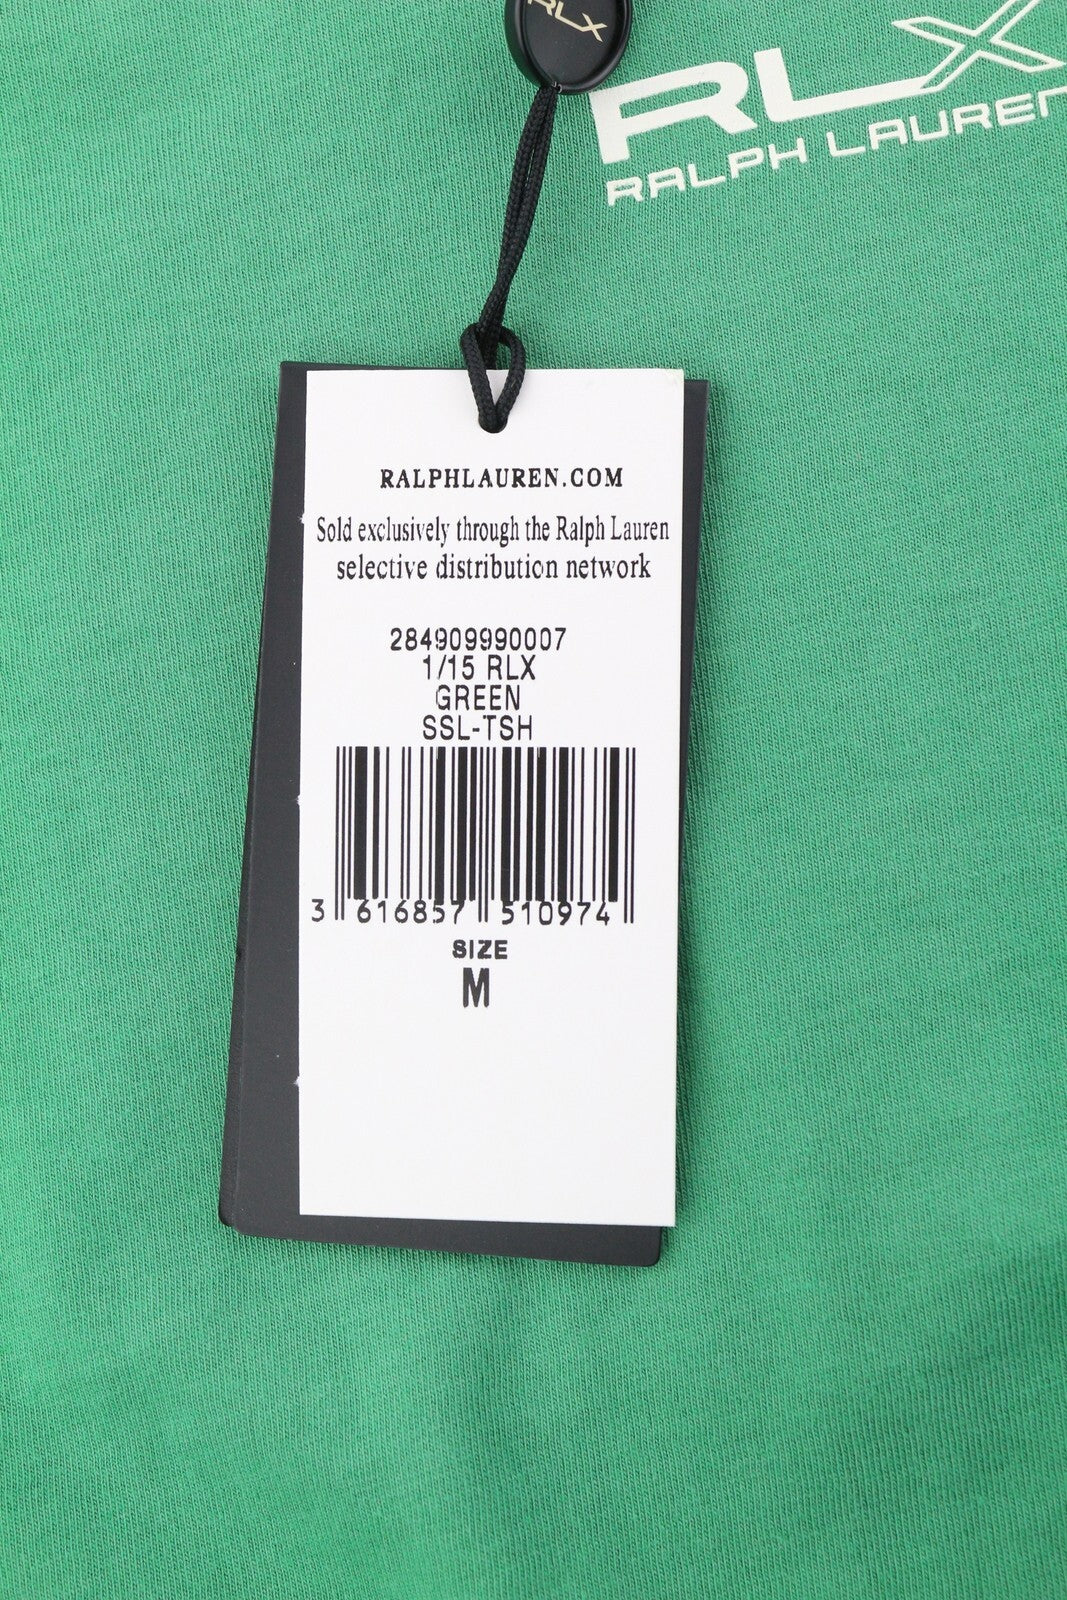 RLX
RLX
RALPH LAUREN
RALPHLAUREN.COM
Sold exclusively through the Ralph Lauren
selective distribution network
284909990007
1/15 RLX
GREEN
SSL-TSH
3 616857 510974
SIZE
M